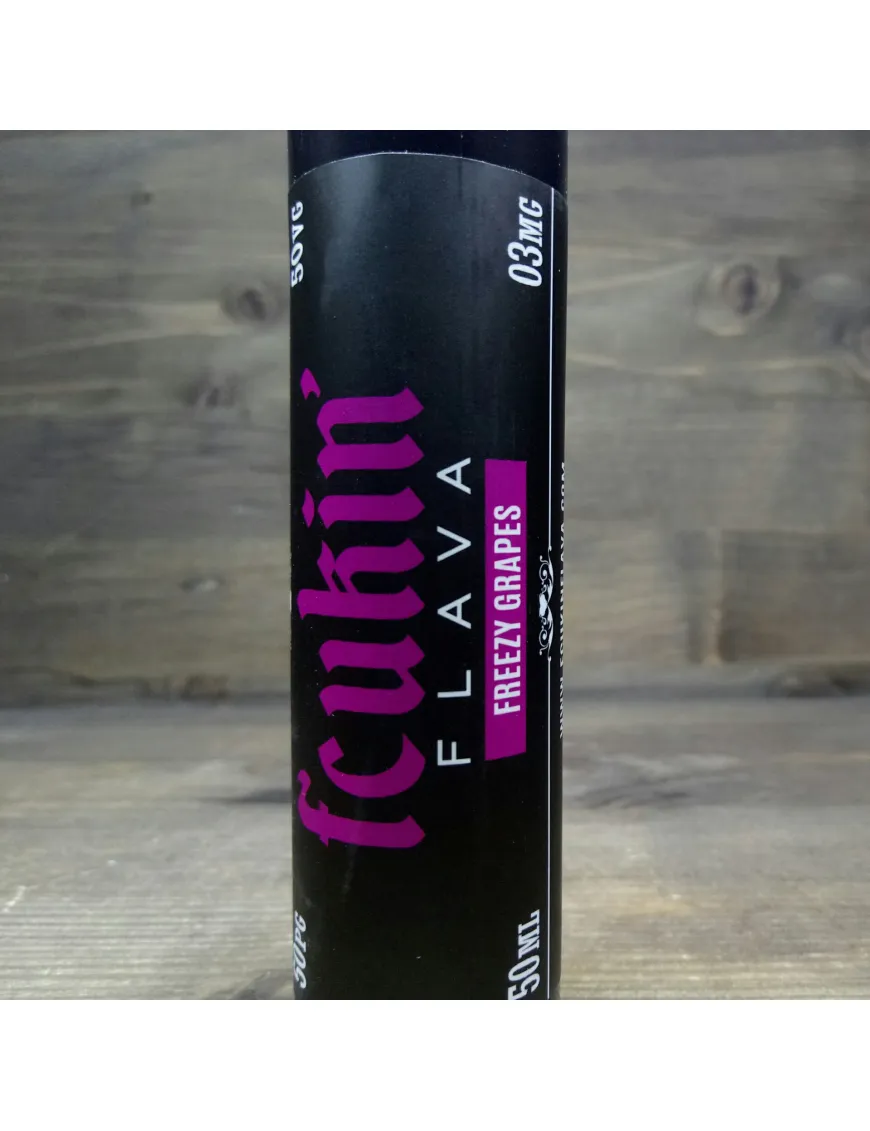 50PG
50VG
fcukin'
FLAVA
FREEZY GRAPES
50ML
03MG